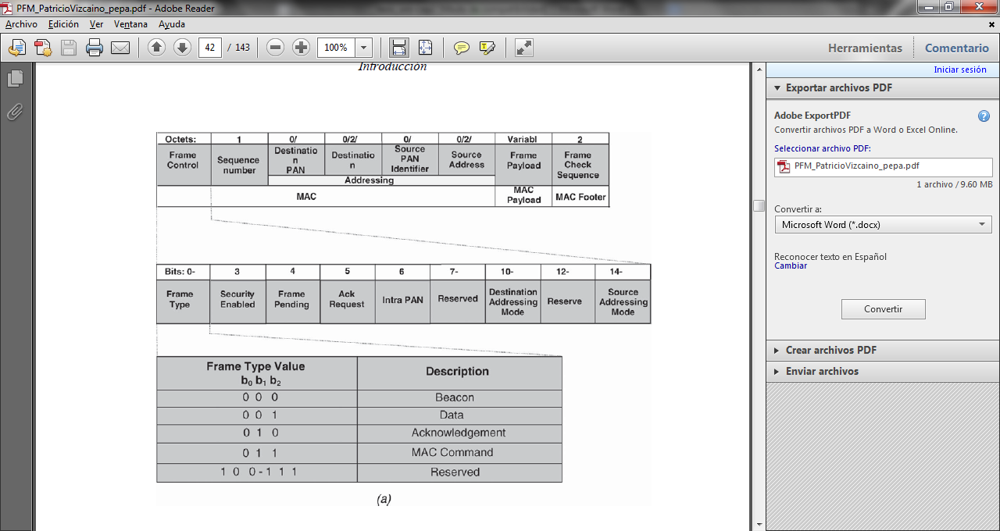 PFM_PatricioVizcaino_pepa.pdf - Adobe Reader
Archivo Edición Ver Ventana Ayuda
42 / 143 100% Herramientas Comentario
Introducción
Octets: 1 0/ 0/2/ 0/ 0/2/ Variabl 2
Frame Control
Sequence number
Destinatio n PAN
Destinatio n
Source PAN Identifier
Source Address
Frame Payload
Frame Check Sequence
Addressing
MAC
MAC Payload
MAC Footer
Bits: 0- 3 4 5 6 7- 10- 12- 14-
Frame Type
Security Enabled
Frame Pending
Ack Request
Intra PAN
Reserved
Destination Addressing Mode
Reserve
Source Addressing Mode
Frame Type Value
b0 b1 b2
Description
0 0 0 Beacon
0 0 1 Data
0 1 0 Acknowledgement
0 1 1 MAC Command
1 0 0 - 1 1 1 Reserved
(a)
Iniciar sesión
Exportar archivos PDF
Adobe ExportPDF
Convertir archivos PDF a Word o Excel Online.
Seleccionar archivo PDF:
PFM_PatricioVizcaino_pepa.pdf
1 archivo / 9.60 MB
Convertir a:
Microsoft Word (*.docx)
Reconocer texto en Español
Cambiar
Convertir
Crear archivos PDF
Enviar archivos